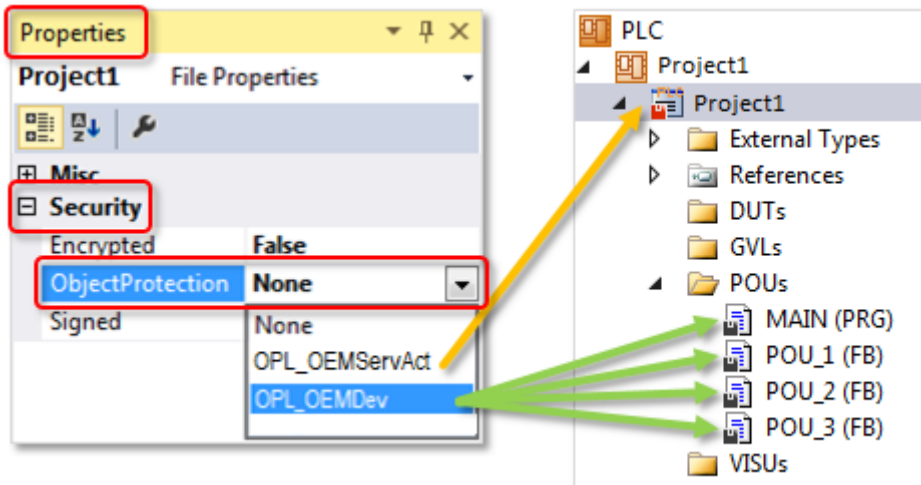 Properties
Project1 File Properties
Misc
Security
Encrypted False
ObjectProtection None
Signed
None
OPL_OEMServAct
OPL_OEMDev
PLC
Project1
Project1
External Types
References
DUTs
GVLs
POUs
MAIN (PRG)
POU_1 (FB)
POU_2 (FB)
POU_3 (FB)
VISUs